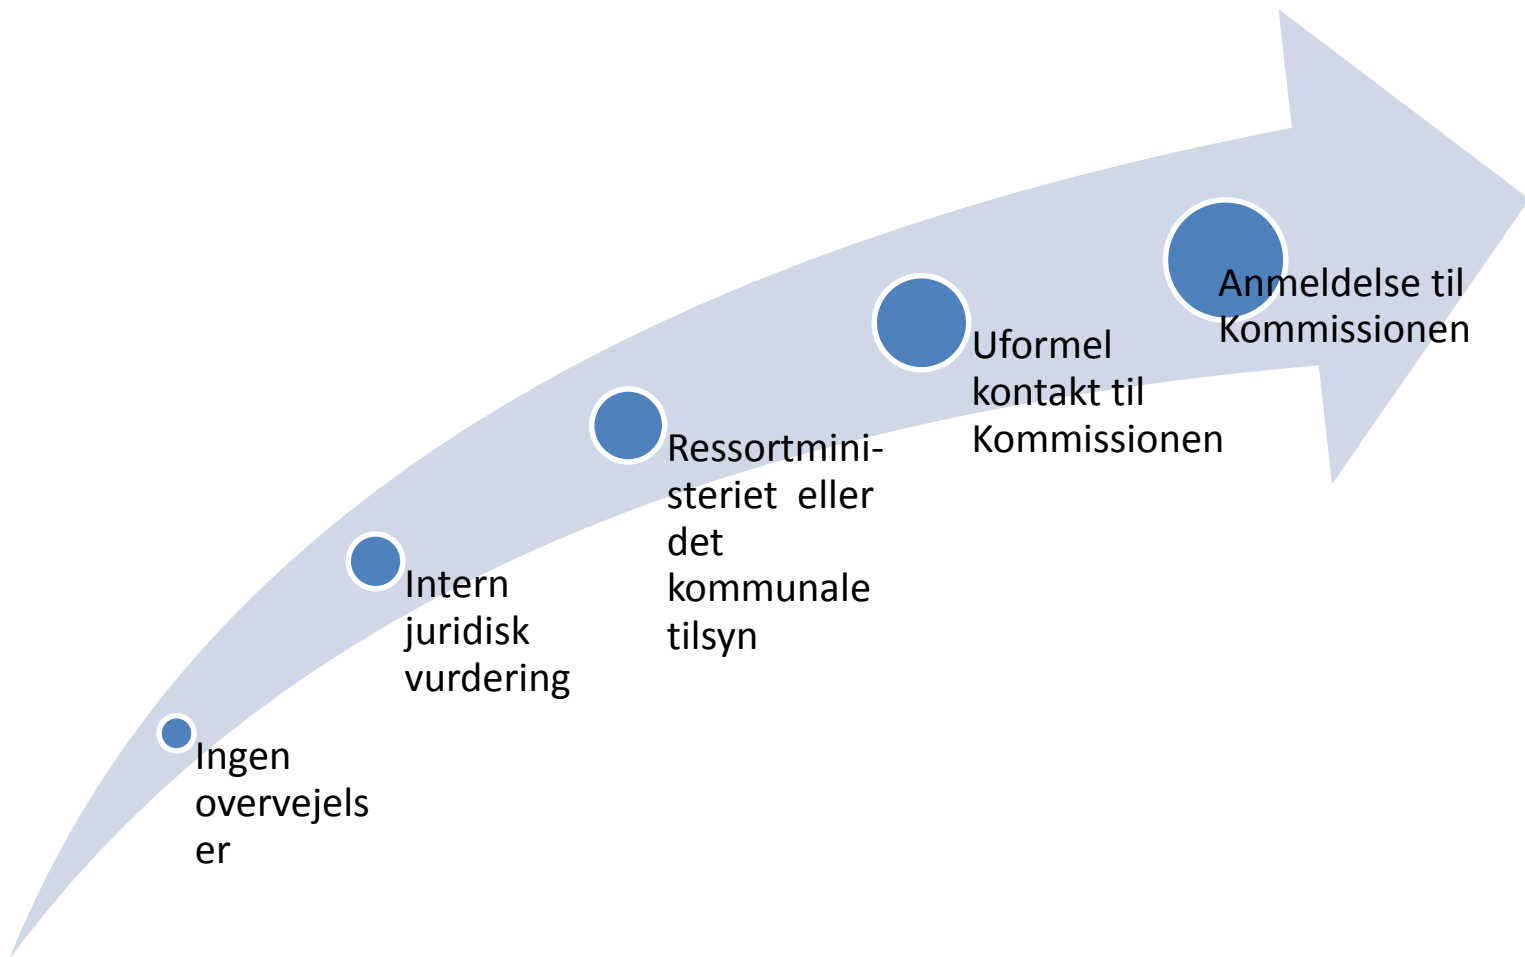 Ingen
overvejels
er
Intern
juridisk
vurdering
Ressortmini-
steriet  eller
det
kommunale
tilsyn
Uformel
kontakt til
Kommissionen
Anmeldelse til
Kommissionen